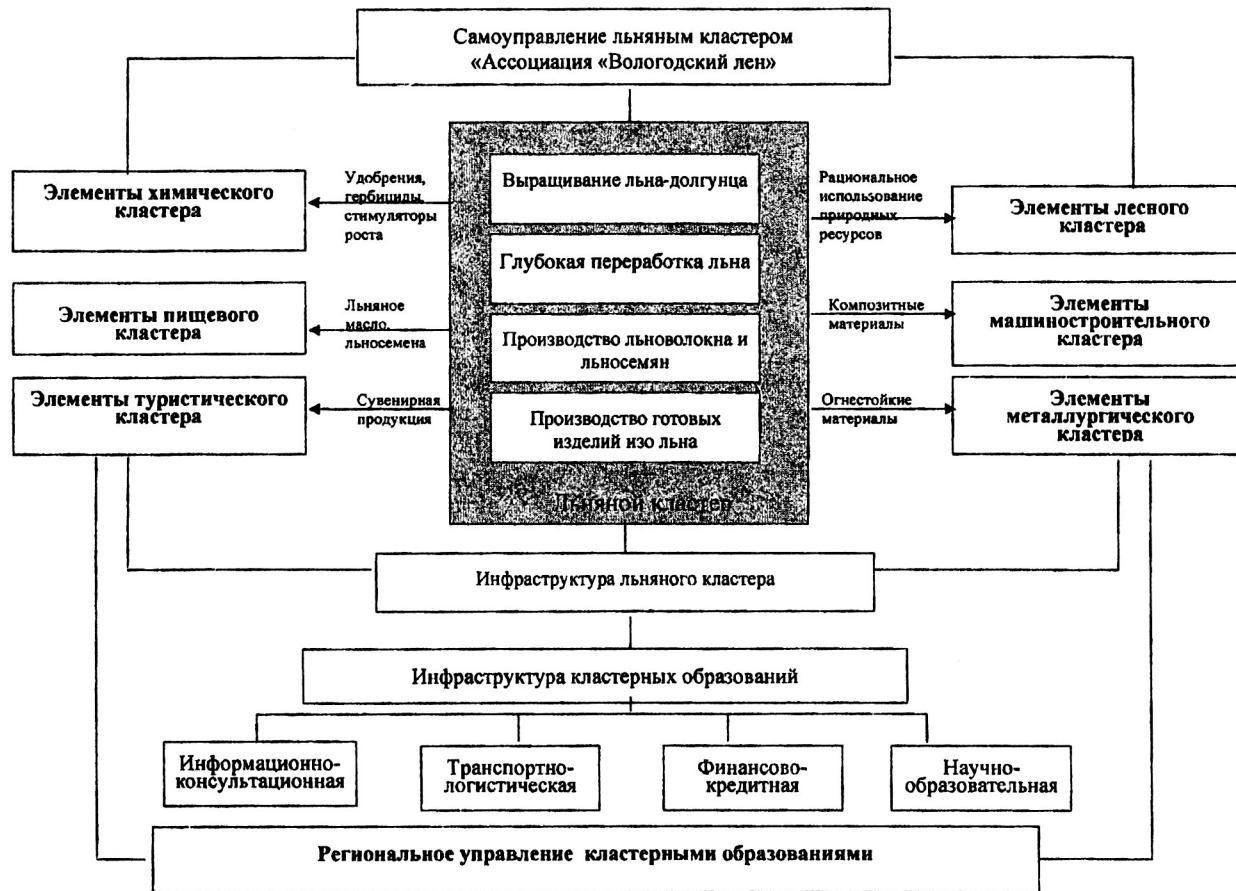 Самоуправление льняным кластером
«Ассоциация «Вологодский лен»
Элементы химического
кластера
Удобрения,
гербициды,
стимуляторы
роста
Выращивание льна-долгунца
Рациональное
использование
природных
ресурсов
Элементы лесного
кластера
Глубокая переработка льна
Элементы пищевого
кластера
Льняное
масло,
льносемена
Производство льноволокна и
льносемян
Композитные
материалы
Элементы
машиностроительного
кластера
Элементы туристического
кластера
Сувенирная
продукция
Производство готовых
изделий изо льна
Огнестойкие
материалы
Элементы
металлургического
кластера
Льняной кластер
Инфраструктура льняного кластера
Инфраструктура кластерных образований
Информационно-
консультационная
Транспортно-
логистическая
Финансово-
кредитная
Научно-
образовательная
Региональное управление кластерными образованиями